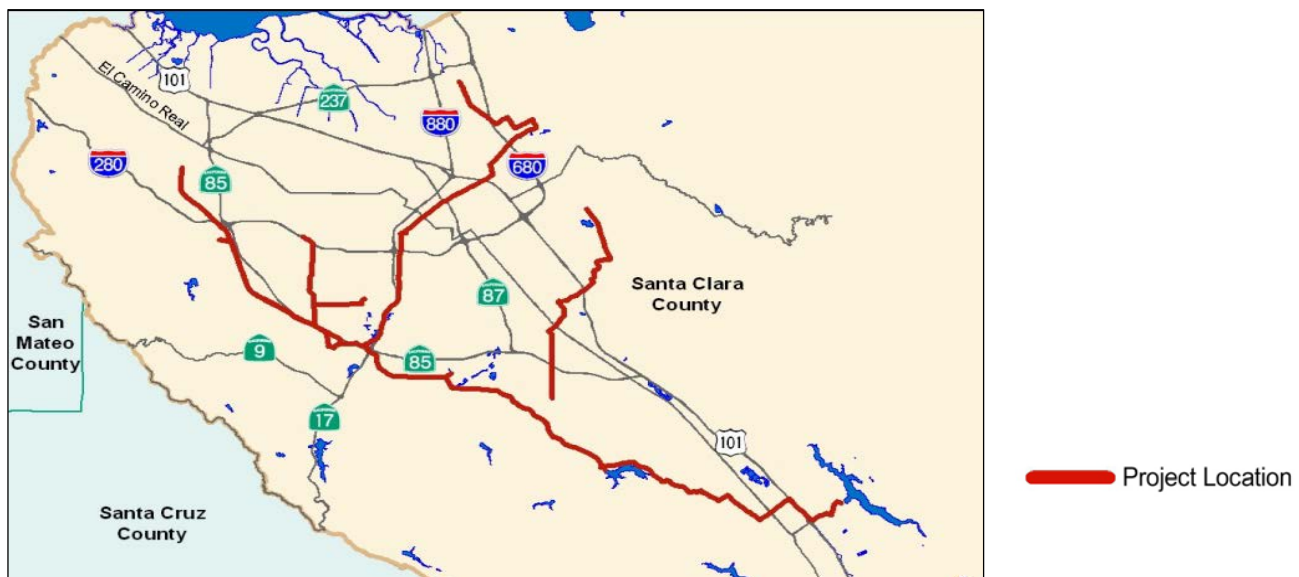 101
El Camino Real
237
880
280
85
680
Santa Clara
County
87
San
Mateo
County
9
85
17
101
Santa Cruz
County
Project Location